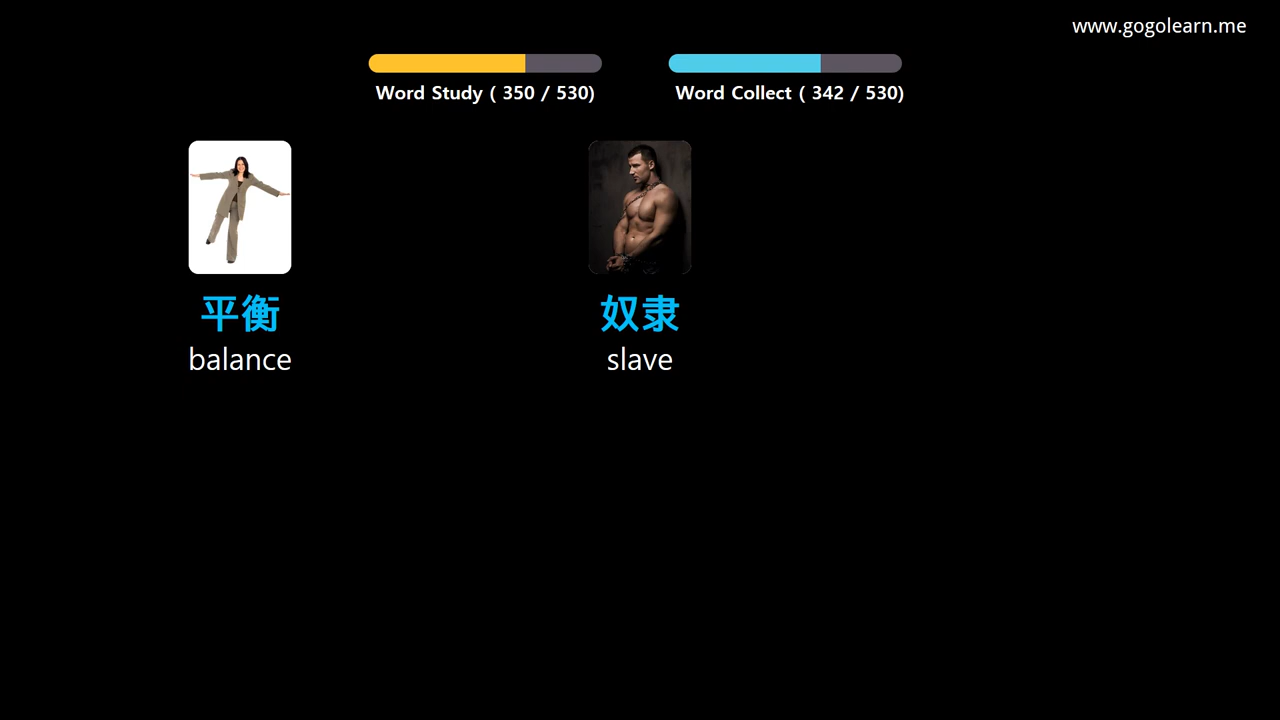 www.gogolearn.me
Word Study ( 350 / 530)
Word Collect ( 342 / 530)
平衡
balance
奴隶
slave